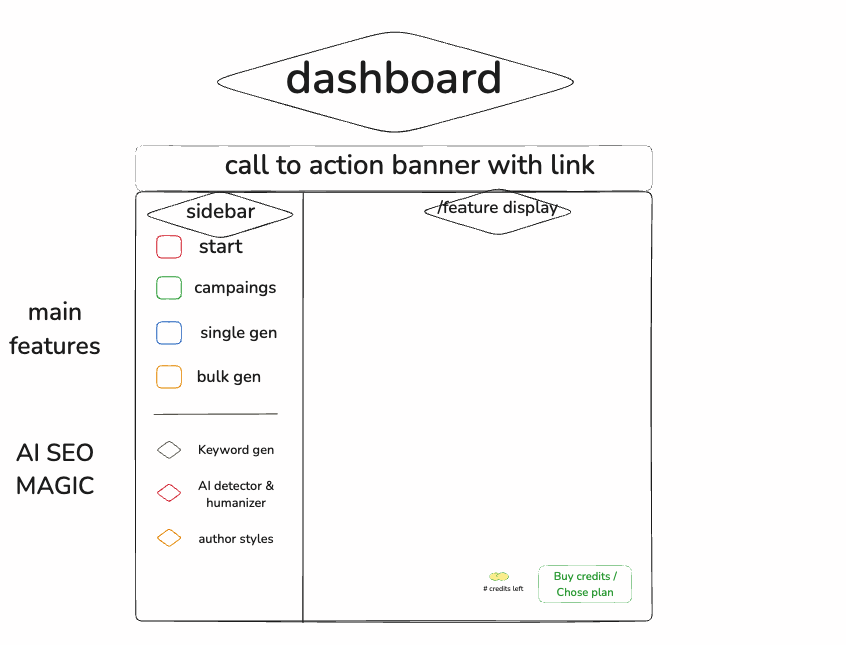 dashboard
call to action banner with link
sidebar
/feature display
start
campaings
main
features
single gen
bulk gen
AI SEO
MAGIC
Keyword gen
AI detector &
humanizer
author styles
# credits left
Buy credits /
Chose plan